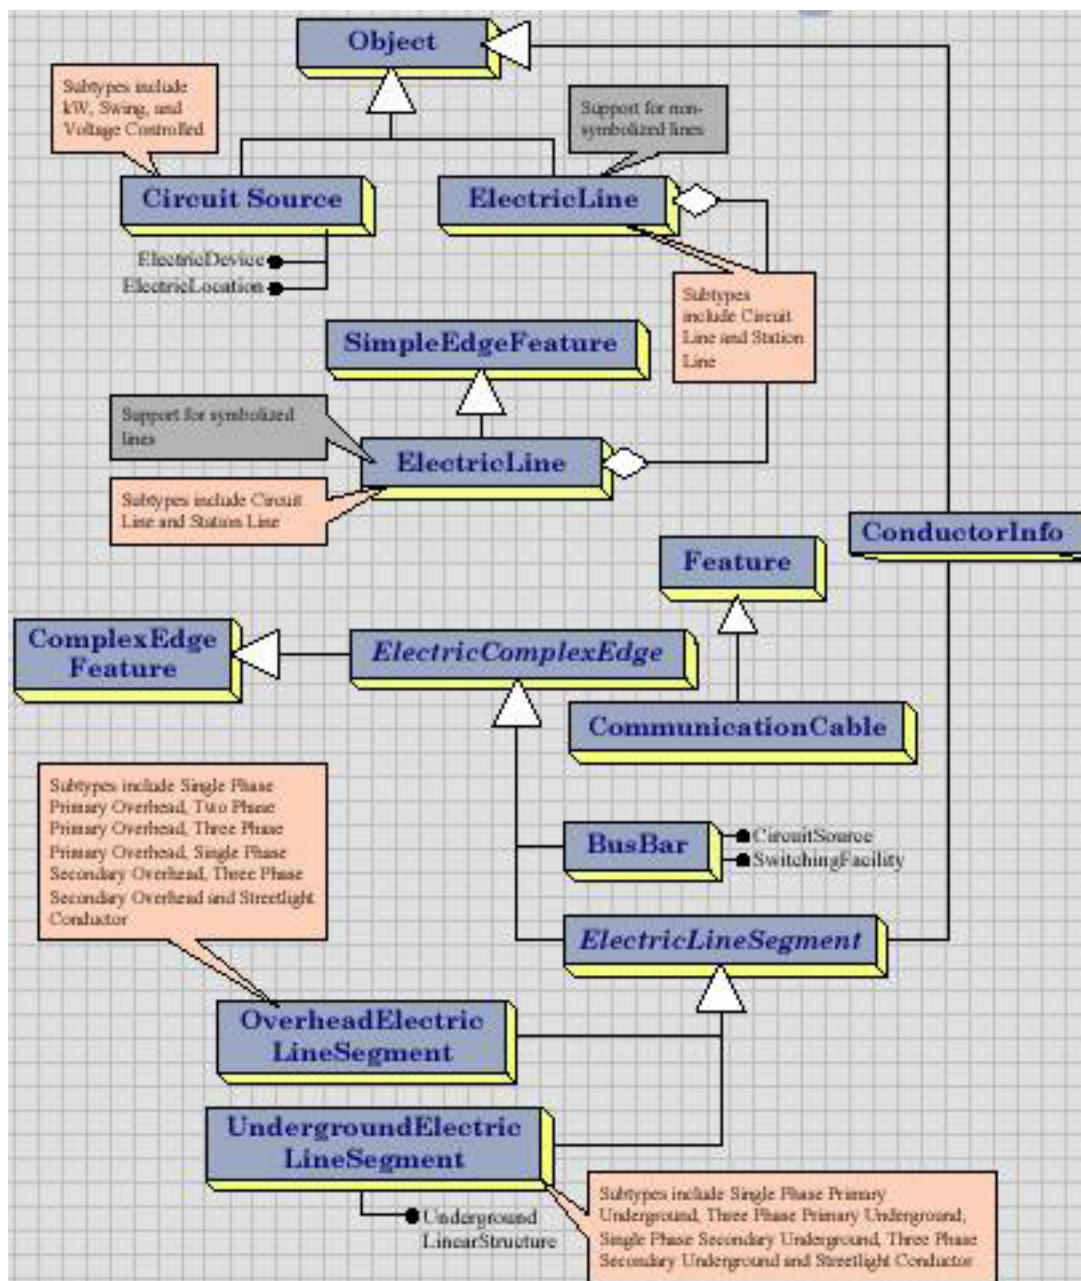 Object
Subtypes include
kW, Swing, and
Voltage Controlled
Support for non-
symbolized lines
Circuit Source
ElectricLine
ElectricDevice
ElectricLocation
Subtypes
include Circuit
Line and Station
Line
SimpleEdgeFeature
Support for symbolized
lines
ElectricLine
Subtypes include Circuit
Line and Station Line
ConductorInfo
Feature
ComplexEdge
Feature
ElectricComplexEdge
CommunicationCable
Subtypes include Single Phase
Primary Overhead, Two Phase
Primary Overhead, Three Phase
Primary Overhead, Single Phase
Secondary Overhead, Three Phase
Secondary Overhead and Streetlight
Conductor
BusBar
CircuitSource
SwitchingFacility
ElectricLineSegment
OverheadElectric
LineSegment
UndergroundElectric
LineSegment
Underground
LinearStructure
Subtypes include Single Phase Primary
Underground, Three Phase Primary Underground,
Single Phase Secondary Underground, Three Phase
Secondary Underground and Streetlight Conductor